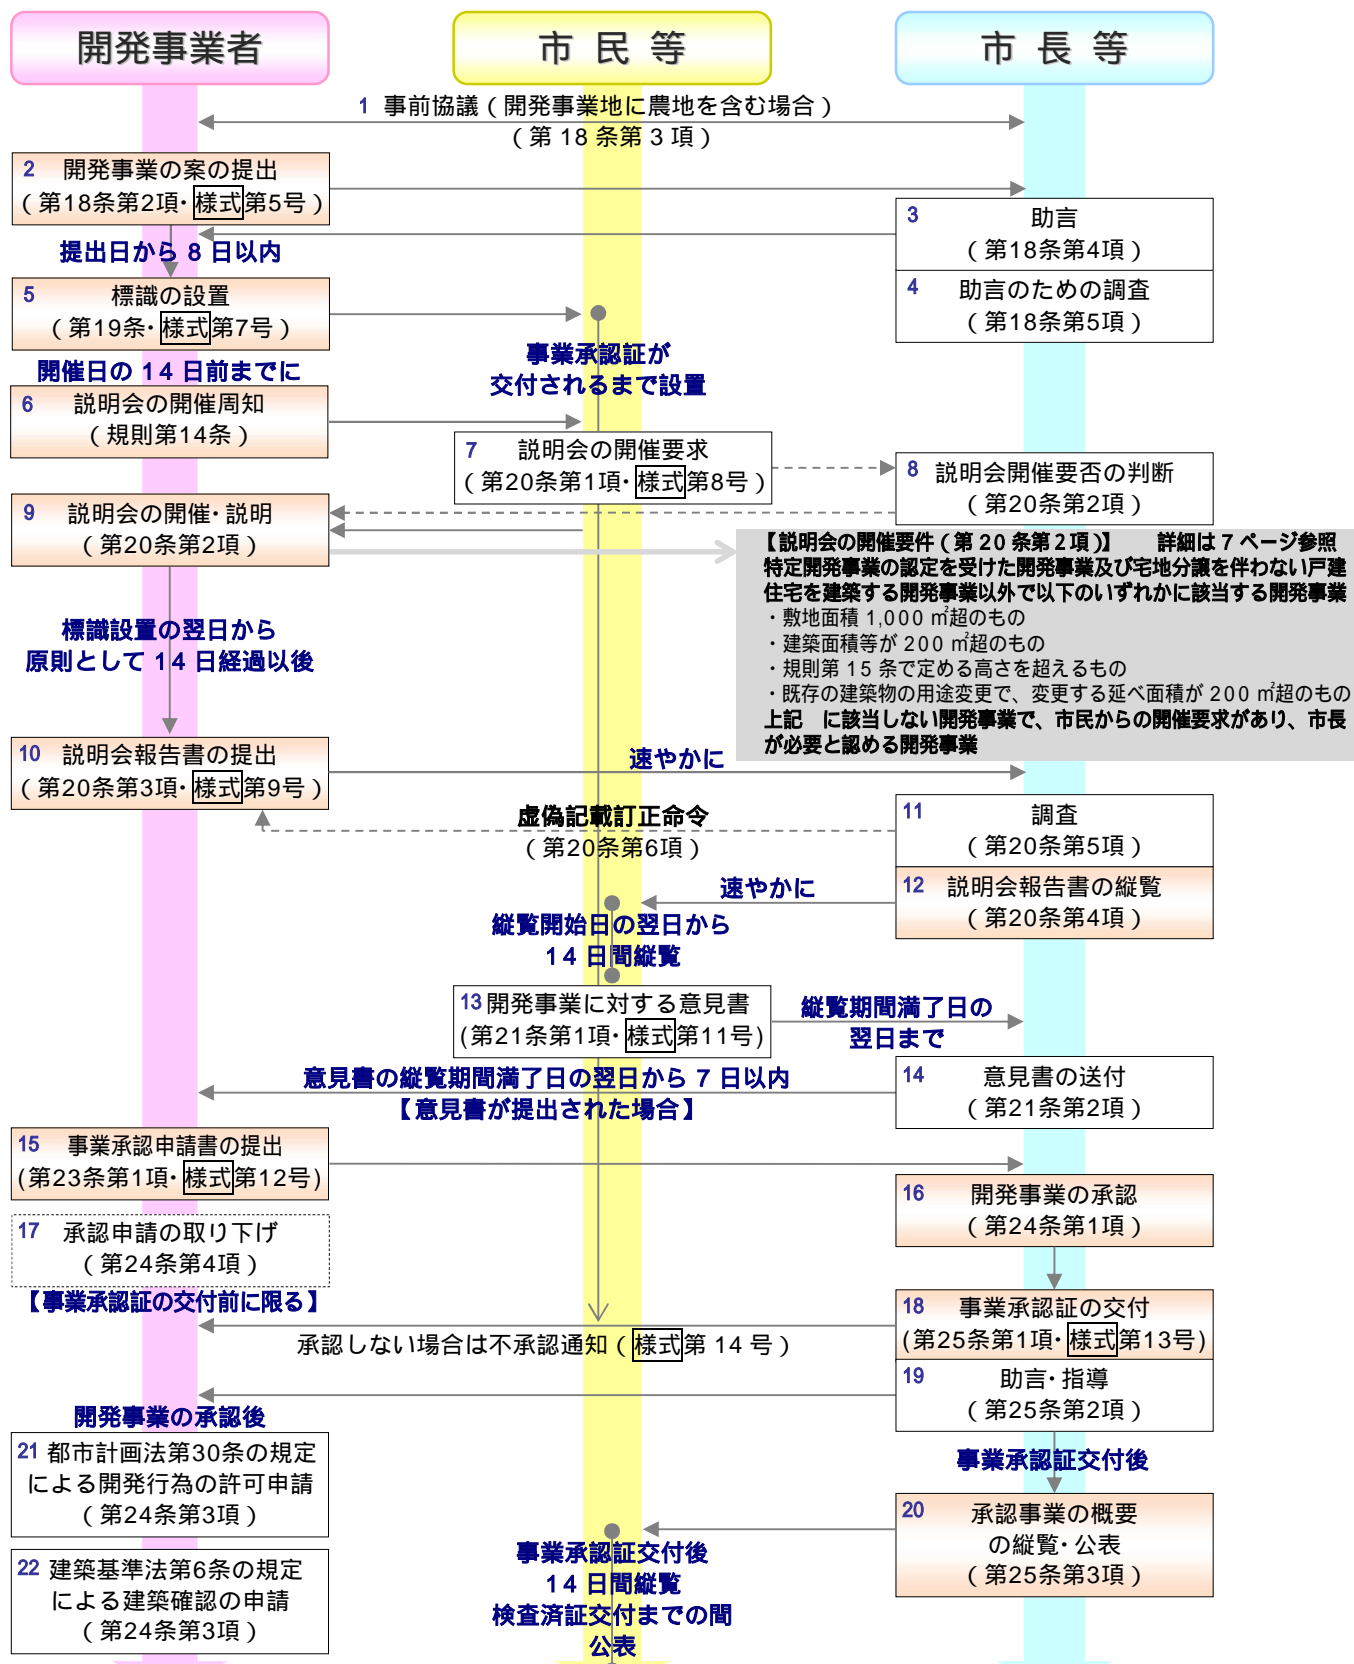 開発事業者
市 民 等
市 長 等
1 事前協議（開発事業地に農地を含む場合）
（第 18 条第 3 項）
2 開発事業の案の提出
（第18条第2項・様式第5号）
3 助言
（第18条第4項）
提出日から 8 日以内
4 助言のための調査
（第18条第5項）
5 標識の設置
（第19条・様式第7号）
事業承認証が
交付されるまで設置
開催日の 14 日前までに
6 説明会の開催周知
（規則第14条）
7 説明会の開催要求
（第20条第1項・様式第8号）
8 説明会開催要否の判断
（第20条第2項）
9 説明会の開催・説明
（第20条第2項）
【説明会の開催要件（第 20 条第 2 項）】 詳細は 7 ページ参照
特定開発事業の認定を受けた開発事業及び宅地分譲を伴わない戸建
住宅を建築する開発事業以外で以下のいずれかに該当する開発事業
・敷地面積 1,000 ㎡超のもの
・建築面積等が 200 ㎡超のもの
・規則第 15 条で定める高さを超えるもの
・既存の建築物の用途変更で、変更する延べ面積が 200 ㎡超のもの
上記 に該当しない開発事業で、市民からの開催要求があり、市長
が必要と認める開発事業
標識設置の翌日から
原則として 14 日経過以後
10 説明会報告書の提出
（第20条第3項・様式第9号）
速やかに
11 調査
（第20条第5項）
虚偽記載訂正命令
（第20条第6項）
12 説明会報告書の縦覧
（第20条第4項）
速やかに
縦覧開始日の翌日から
14 日間縦覧
13 開発事業に対する意見書
(第21条第1項・様式第11号)
縦覧期間満了日の
翌日まで
14 意見書の送付
（第21条第2項）
意見書の縦覧期間満了日の翌日から 7 日以内
【意見書が提出された場合】
15 事業承認申請書の提出
(第23条第1項・様式第12号)
16 開発事業の承認
（第24条第1項）
17 承認申請の取り下げ
（第24条第4項）
【事業承認証の交付前に限る】
18 事業承認証の交付
(第25条第1項・様式第13号)
承認しない場合は不承認通知（様式第 14 号）
19 助言・指導
（第25条第2項）
開発事業の承認後
21 都市計画法第30条の規定
による開発行為の許可申請
（第24条第3項）
事業承認証交付後
20 承認事業の概要
の縦覧・公表
（第25条第3項）
事業承認証交付後
14 日間縦覧
検査済証交付までの間
公表
22 建築基準法第6条の規定
による建築確認の申請
（第24条第3項）